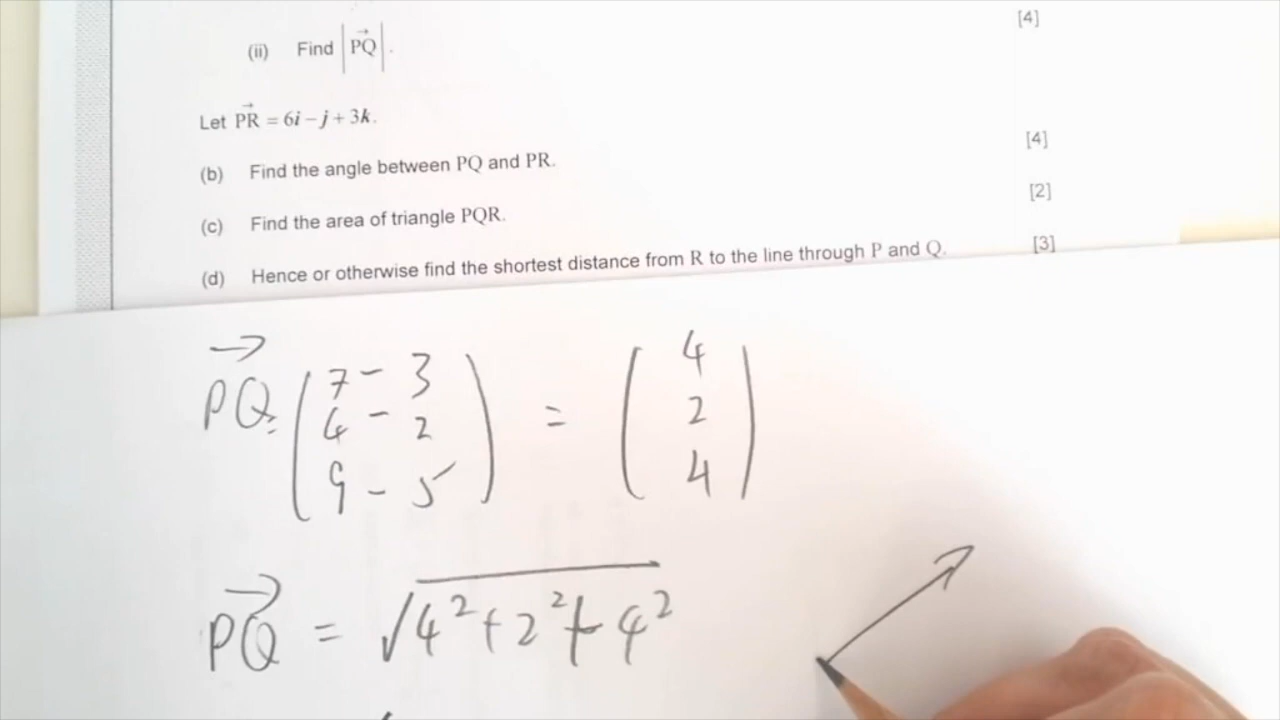 [4]
(ii) Find |PQ⃗|.
Let PR⃗ = 6i − j + 3k.
[4]
(b) Find the angle between PQ and PR.
[2]
(c) Find the area of triangle PQR.
(d) Hence or otherwise find the shortest distance from R to the line through P and Q. [3]
PQ⃗ = (7 − 3
4 − 2
9 − 5) = (4
2
4)
PQ⃗ = √4² + 2² + 4²